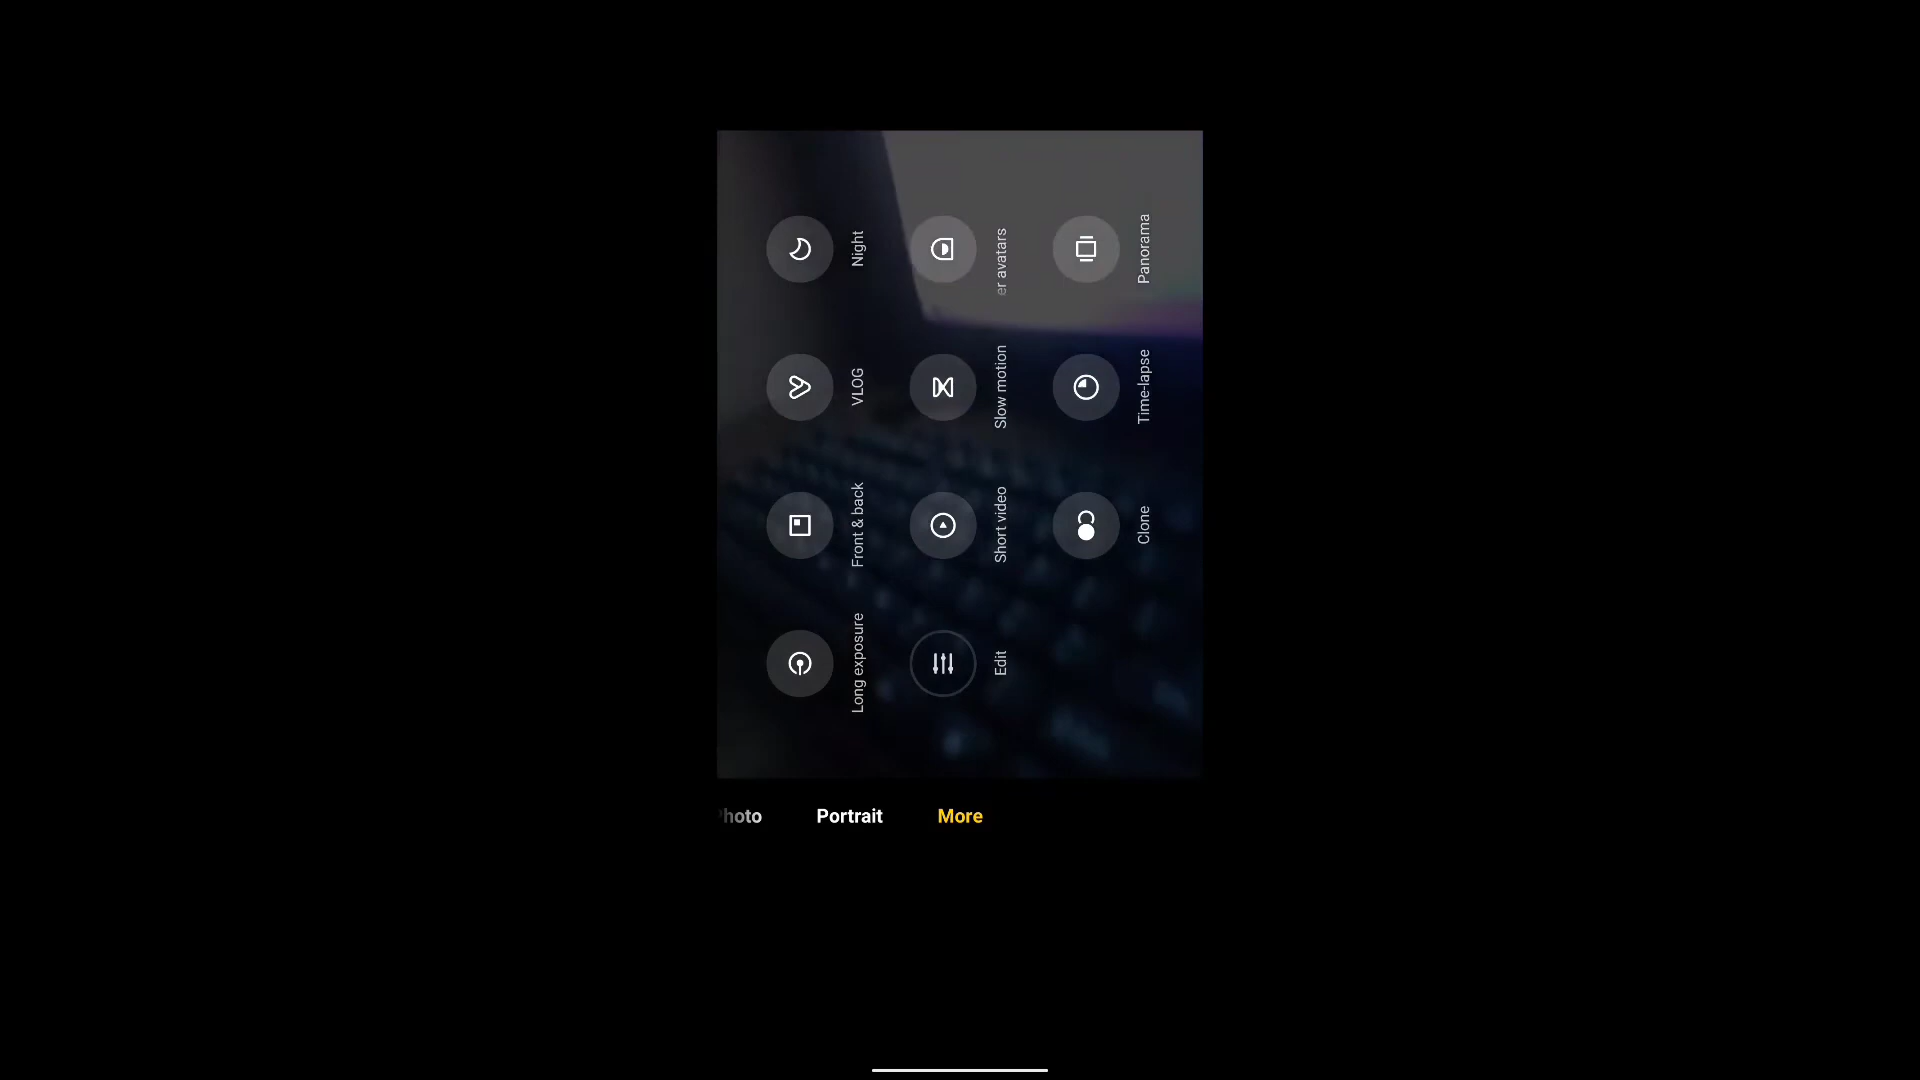 Night
er avatars
Panorama
VLOG
Slow motion
Time-lapse
Front & back
Short video
Clone
Long exposure
Edit
hoto Portrait More